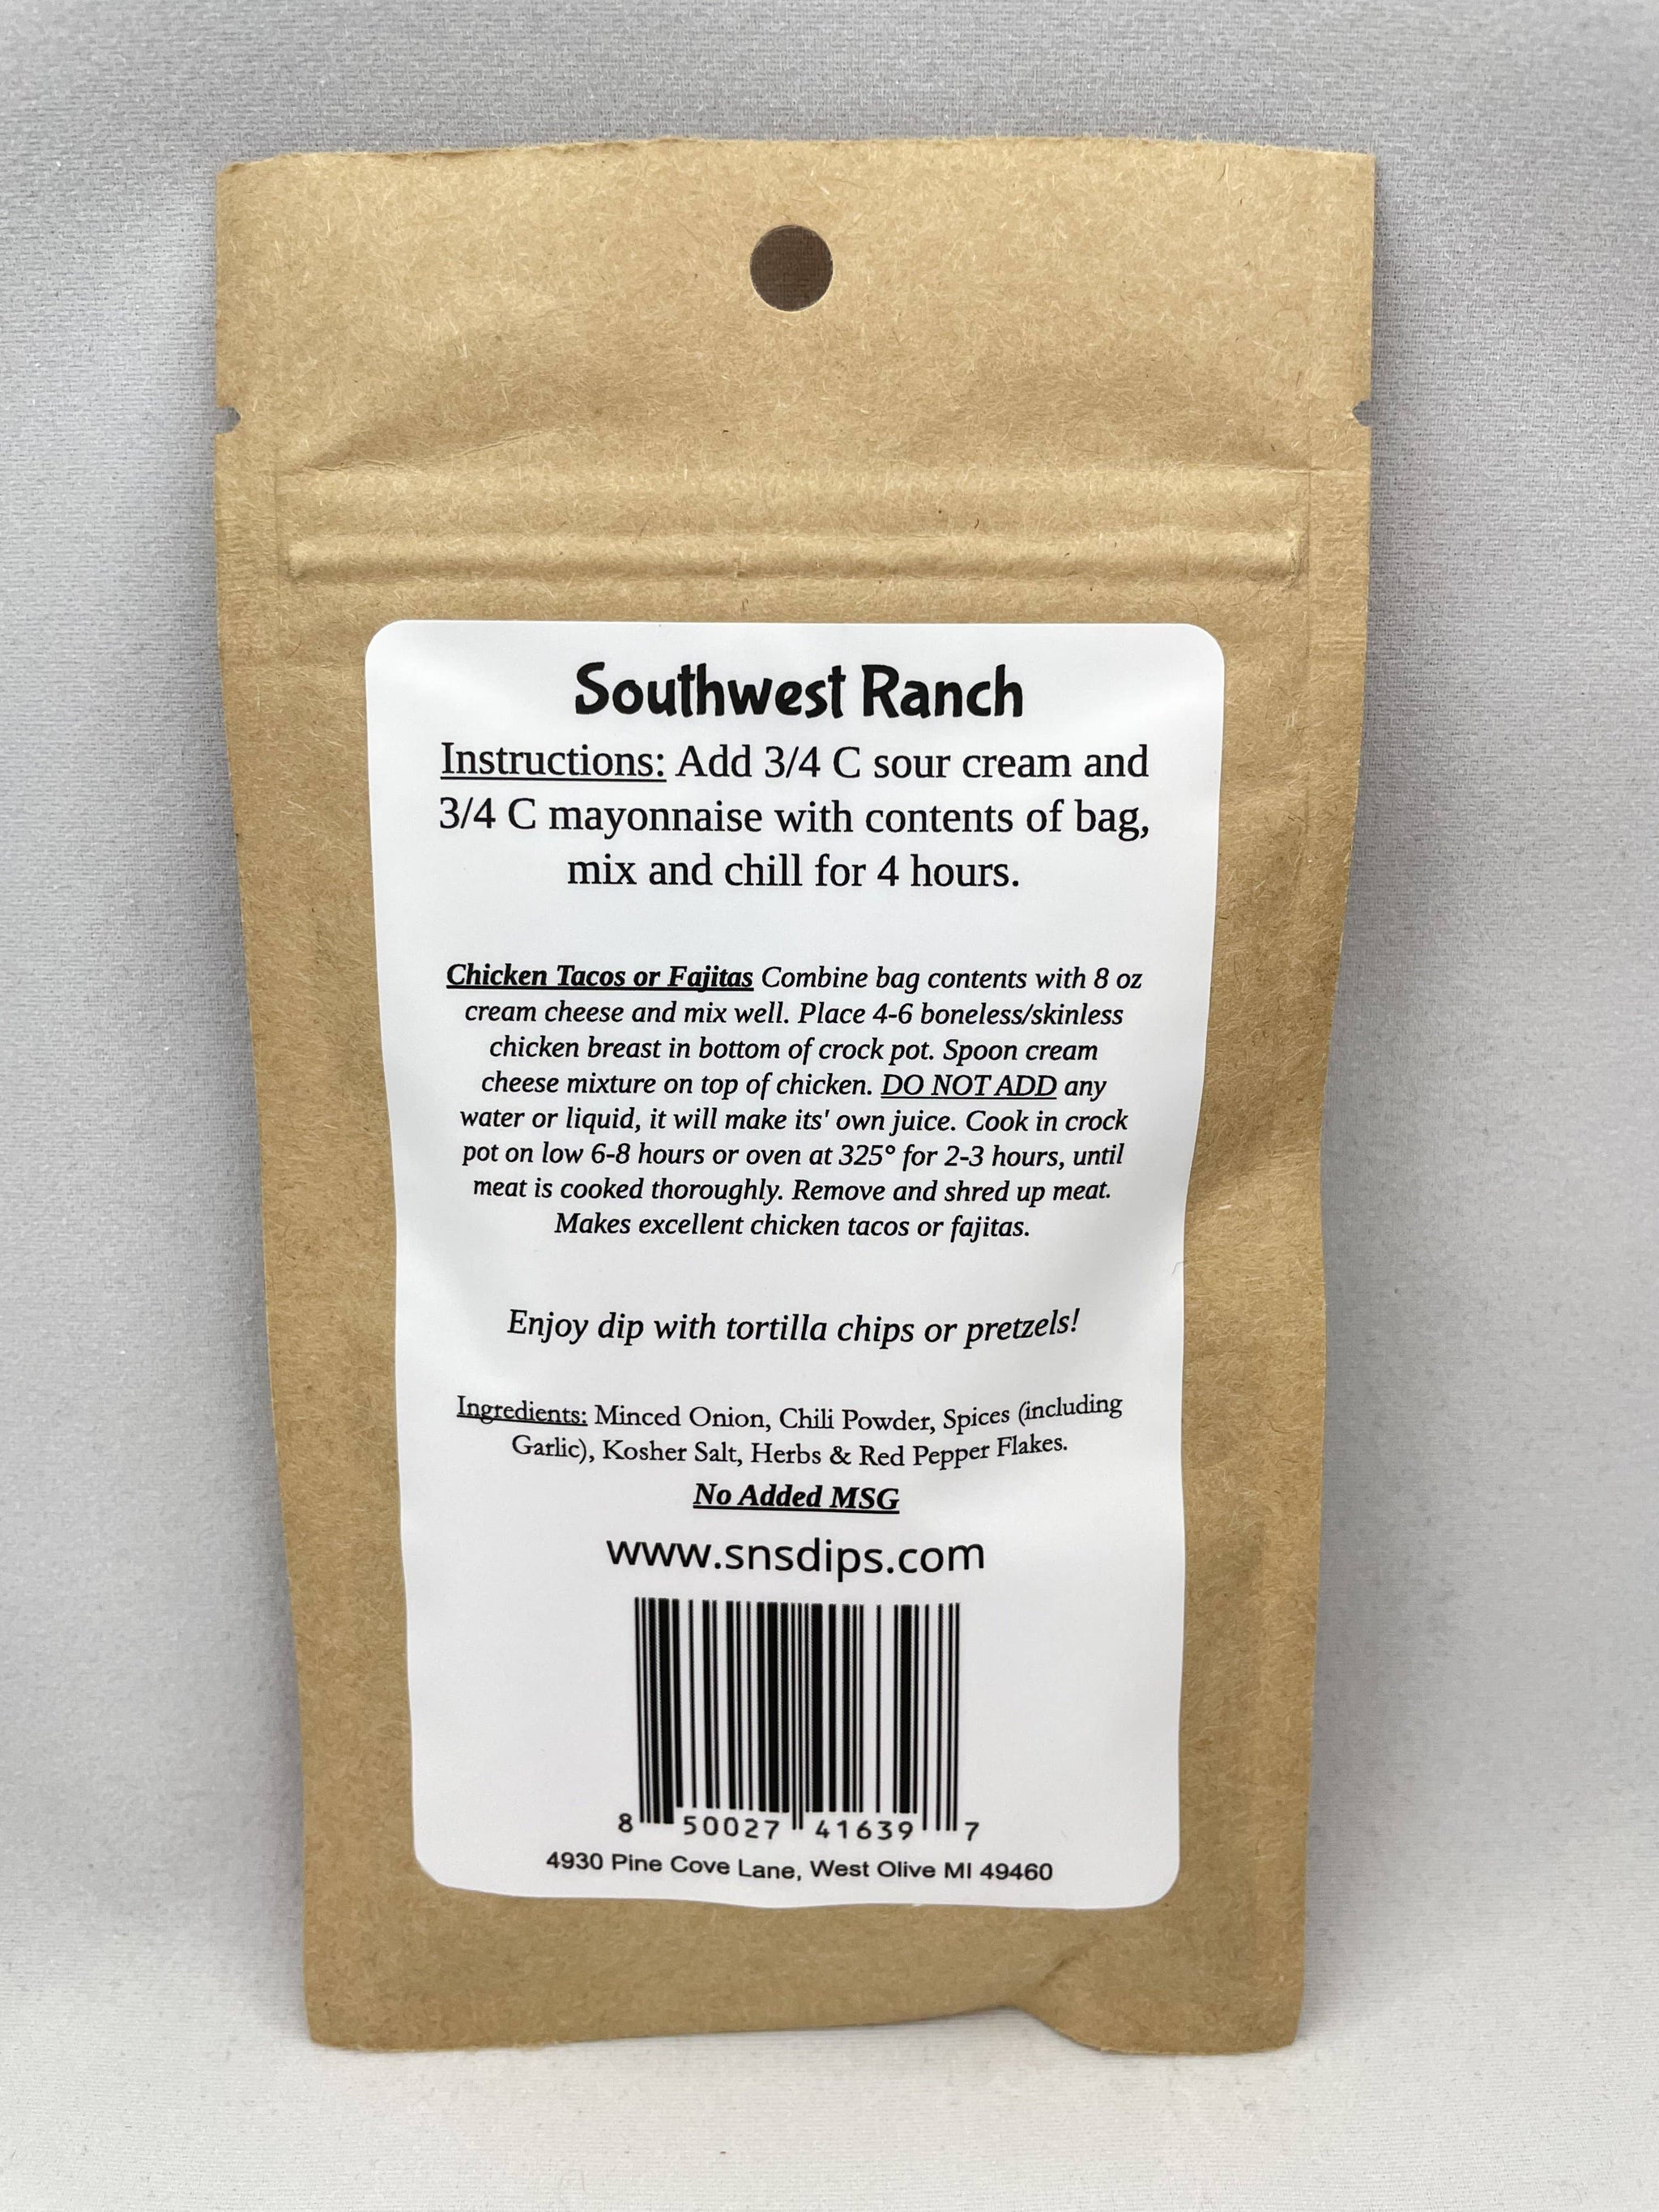 Southwest Ranch
Instructions: Add 3/4 C sour cream and
3/4 C mayonnaise with contents of bag,
mix and chill for 4 hours.
Chicken Tacos or Fajitas Combine bag contents with 8 oz
cream cheese and mix well. Place 4-6 boneless/skinless
chicken breast in bottom of crock pot. Spoon cream
cheese mixture on top of chicken. DO NOT ADD any
water or liquid, it will make its' own juice. Cook in crock
pot on low 6-8 hours or oven at 325° for 2-3 hours, until
meat is cooked thoroughly. Remove and shred up meat.
Makes excellent chicken tacos or fajitas.
Enjoy dip with tortilla chips or pretzels!
Ingredients: Minced Onion, Chili Powder, Spices (including
Garlic), Kosher Salt, Herbs & Red Pepper Flakes.
No Added MSG
www.snsdips.com
8 50027 41639 7
4930 Pine Cove Lane, West Olive MI 49460